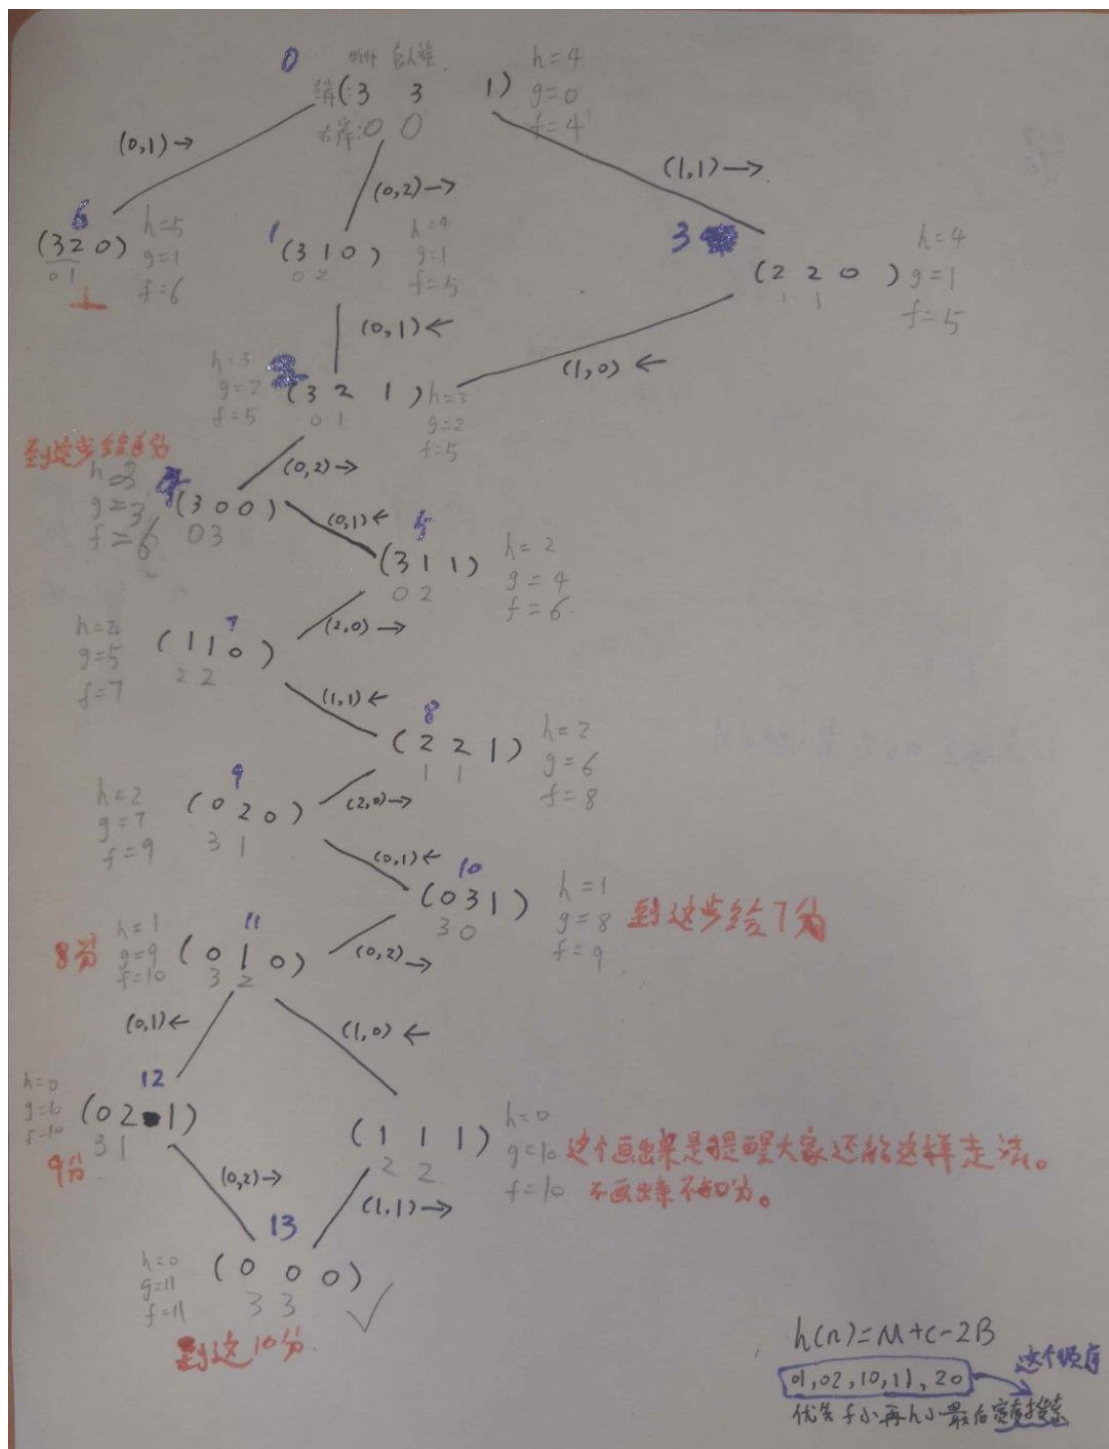 0 h=4
(3 3 1) g=0
右岸:0 0 f=4
(0,1)→ (0,2)→ (1,1)→
6 h=5
(3 2 0) g=1
0 1 f=6
1 h=4
(3 1 0) g=1
0 2 f=5
3 h=4
(2 2 0) g=1
1 1 f=5
(0,1)← (1,0)←
h=3 h=3
g=2 (3 2 1) g=2
f=5 0 1 f=5
(0,2)→
h=3
g=3 (3 0 0)
f=6 0 3
(0,1)←
5 h=2
(3 1 1) g=4
0 2 f=6
(2,0)→
h=2 7
g=5 (1 1 0)
f=7 2 2
(1,1)←
8 h=2
(2 2 1) g=6
1 1 f=8
(2,0)→
h=2 9
g=7 (0 2 0)
f=9 3 1
(0,1)←
10 h=1
(0 3 1) g=8 到这步给7分
3 0 f=9
(0,2)→
h=1 11
8分 g=9 (0 1 0)
f=10 3 2
(0,1)← (1,0)←
h=0 12
g=10 (0 2 1)
f=10 3 1
9分
h=0
(1 1 1) g=10 这个画出来是提醒大家还能这样走法。
2 2 f=10 不画出来不扣分。
(0,2)→ (1,1)→
13
h=0 (0 0 0)
g=11 3 3 √
f=11
到这10分.
h(n)=M+C-2B
01,02,10,11,20 这个顺序
优先f小再h小最后宽度搜索